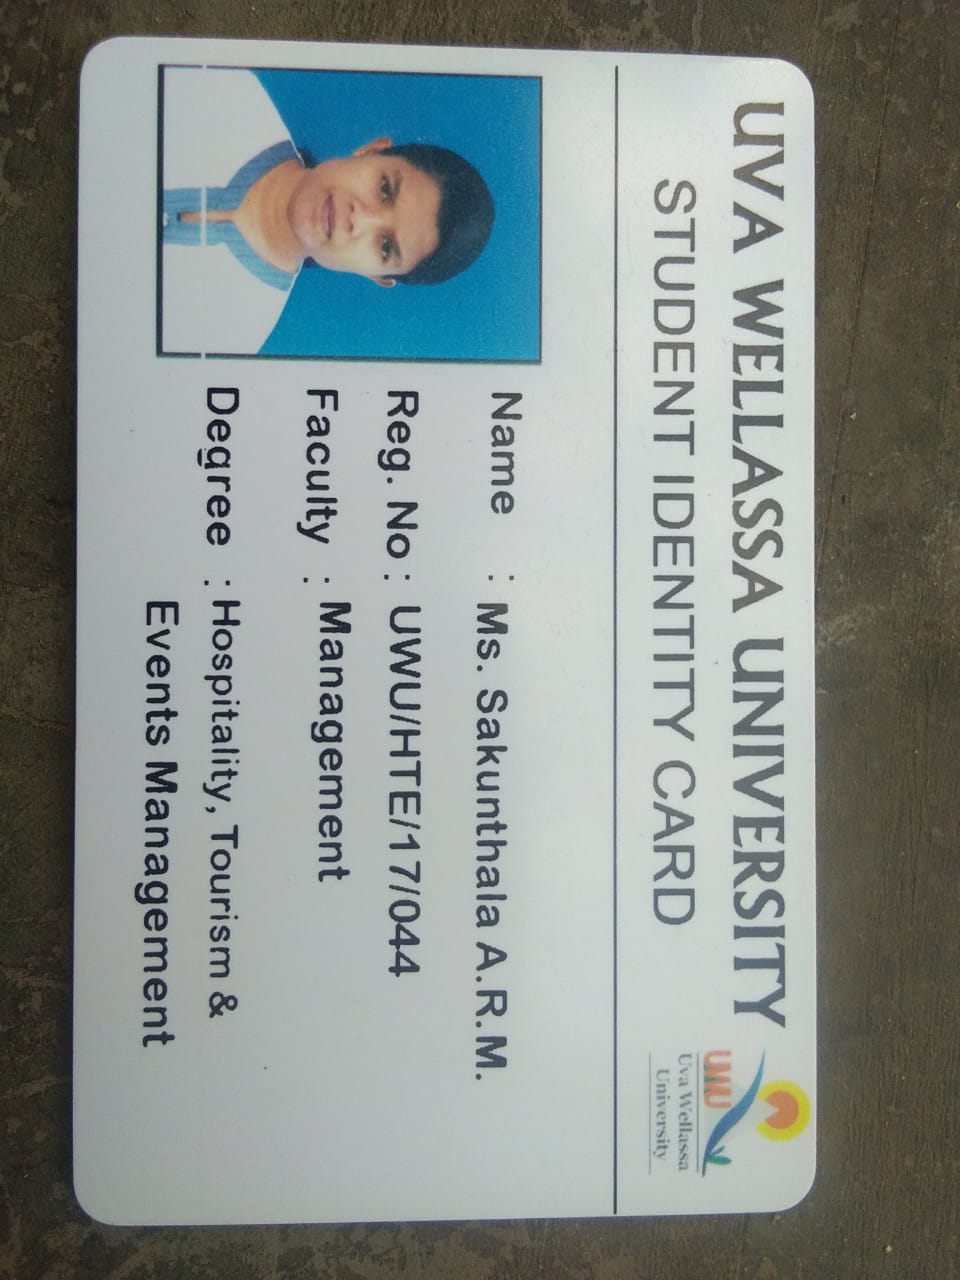 UVA WELLASSA UNIVERSITY
STUDENT IDENTITY CARD
UWU
Uva Wellassa
University
Name : Ms. Sakunthala A.R.M.
Reg. No : UWU/HTE/17/044
Faculty : Management
Degree : Hospitality, Tourism &
Events Management